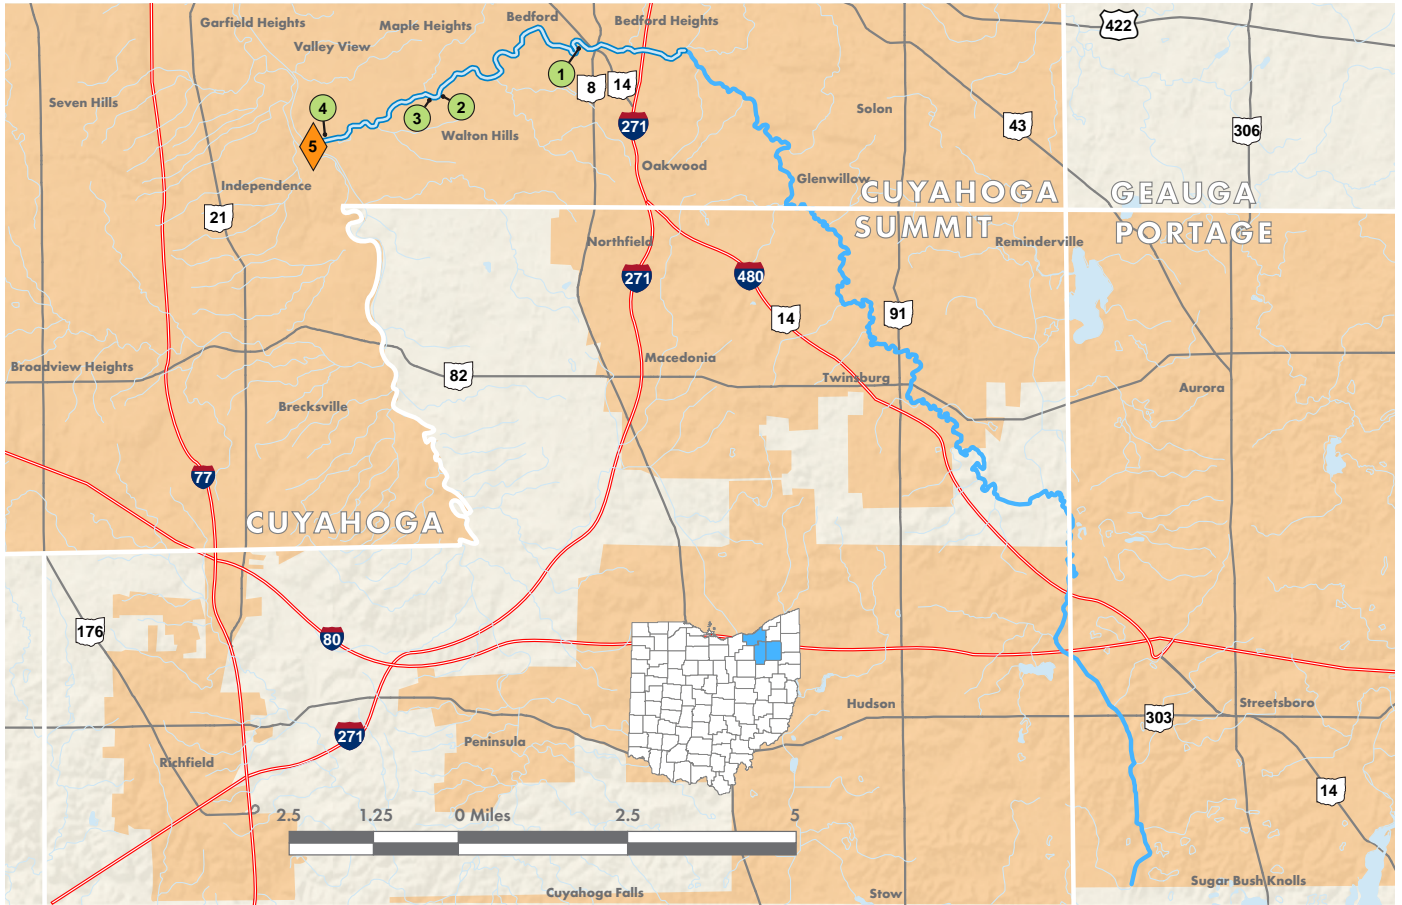 Garfield Heights
Maple Heights
Bedford
Bedford Heights
Valley View
422
Seven Hills
4
3
2
1
8
14
271
Solon
43
306
5
Walton Hills
Oakwood
Independence
Glenwillow
21
CUYAHOGA
GEAUGA
SUMMIT
PORTAGE
Northfield
Reminderville
271
480
14
91
Broadview Heights
82
Macedonia
Twinsburg
Aurora
Brecksville
77
CUYAHOGA
176
80
Hudson
Streetsboro
303
271
Peninsula
Richfield
14
2.5
1.25
0 Miles
2.5
5
Cuyahoga Falls
Stow
Sugar Bush Knolls